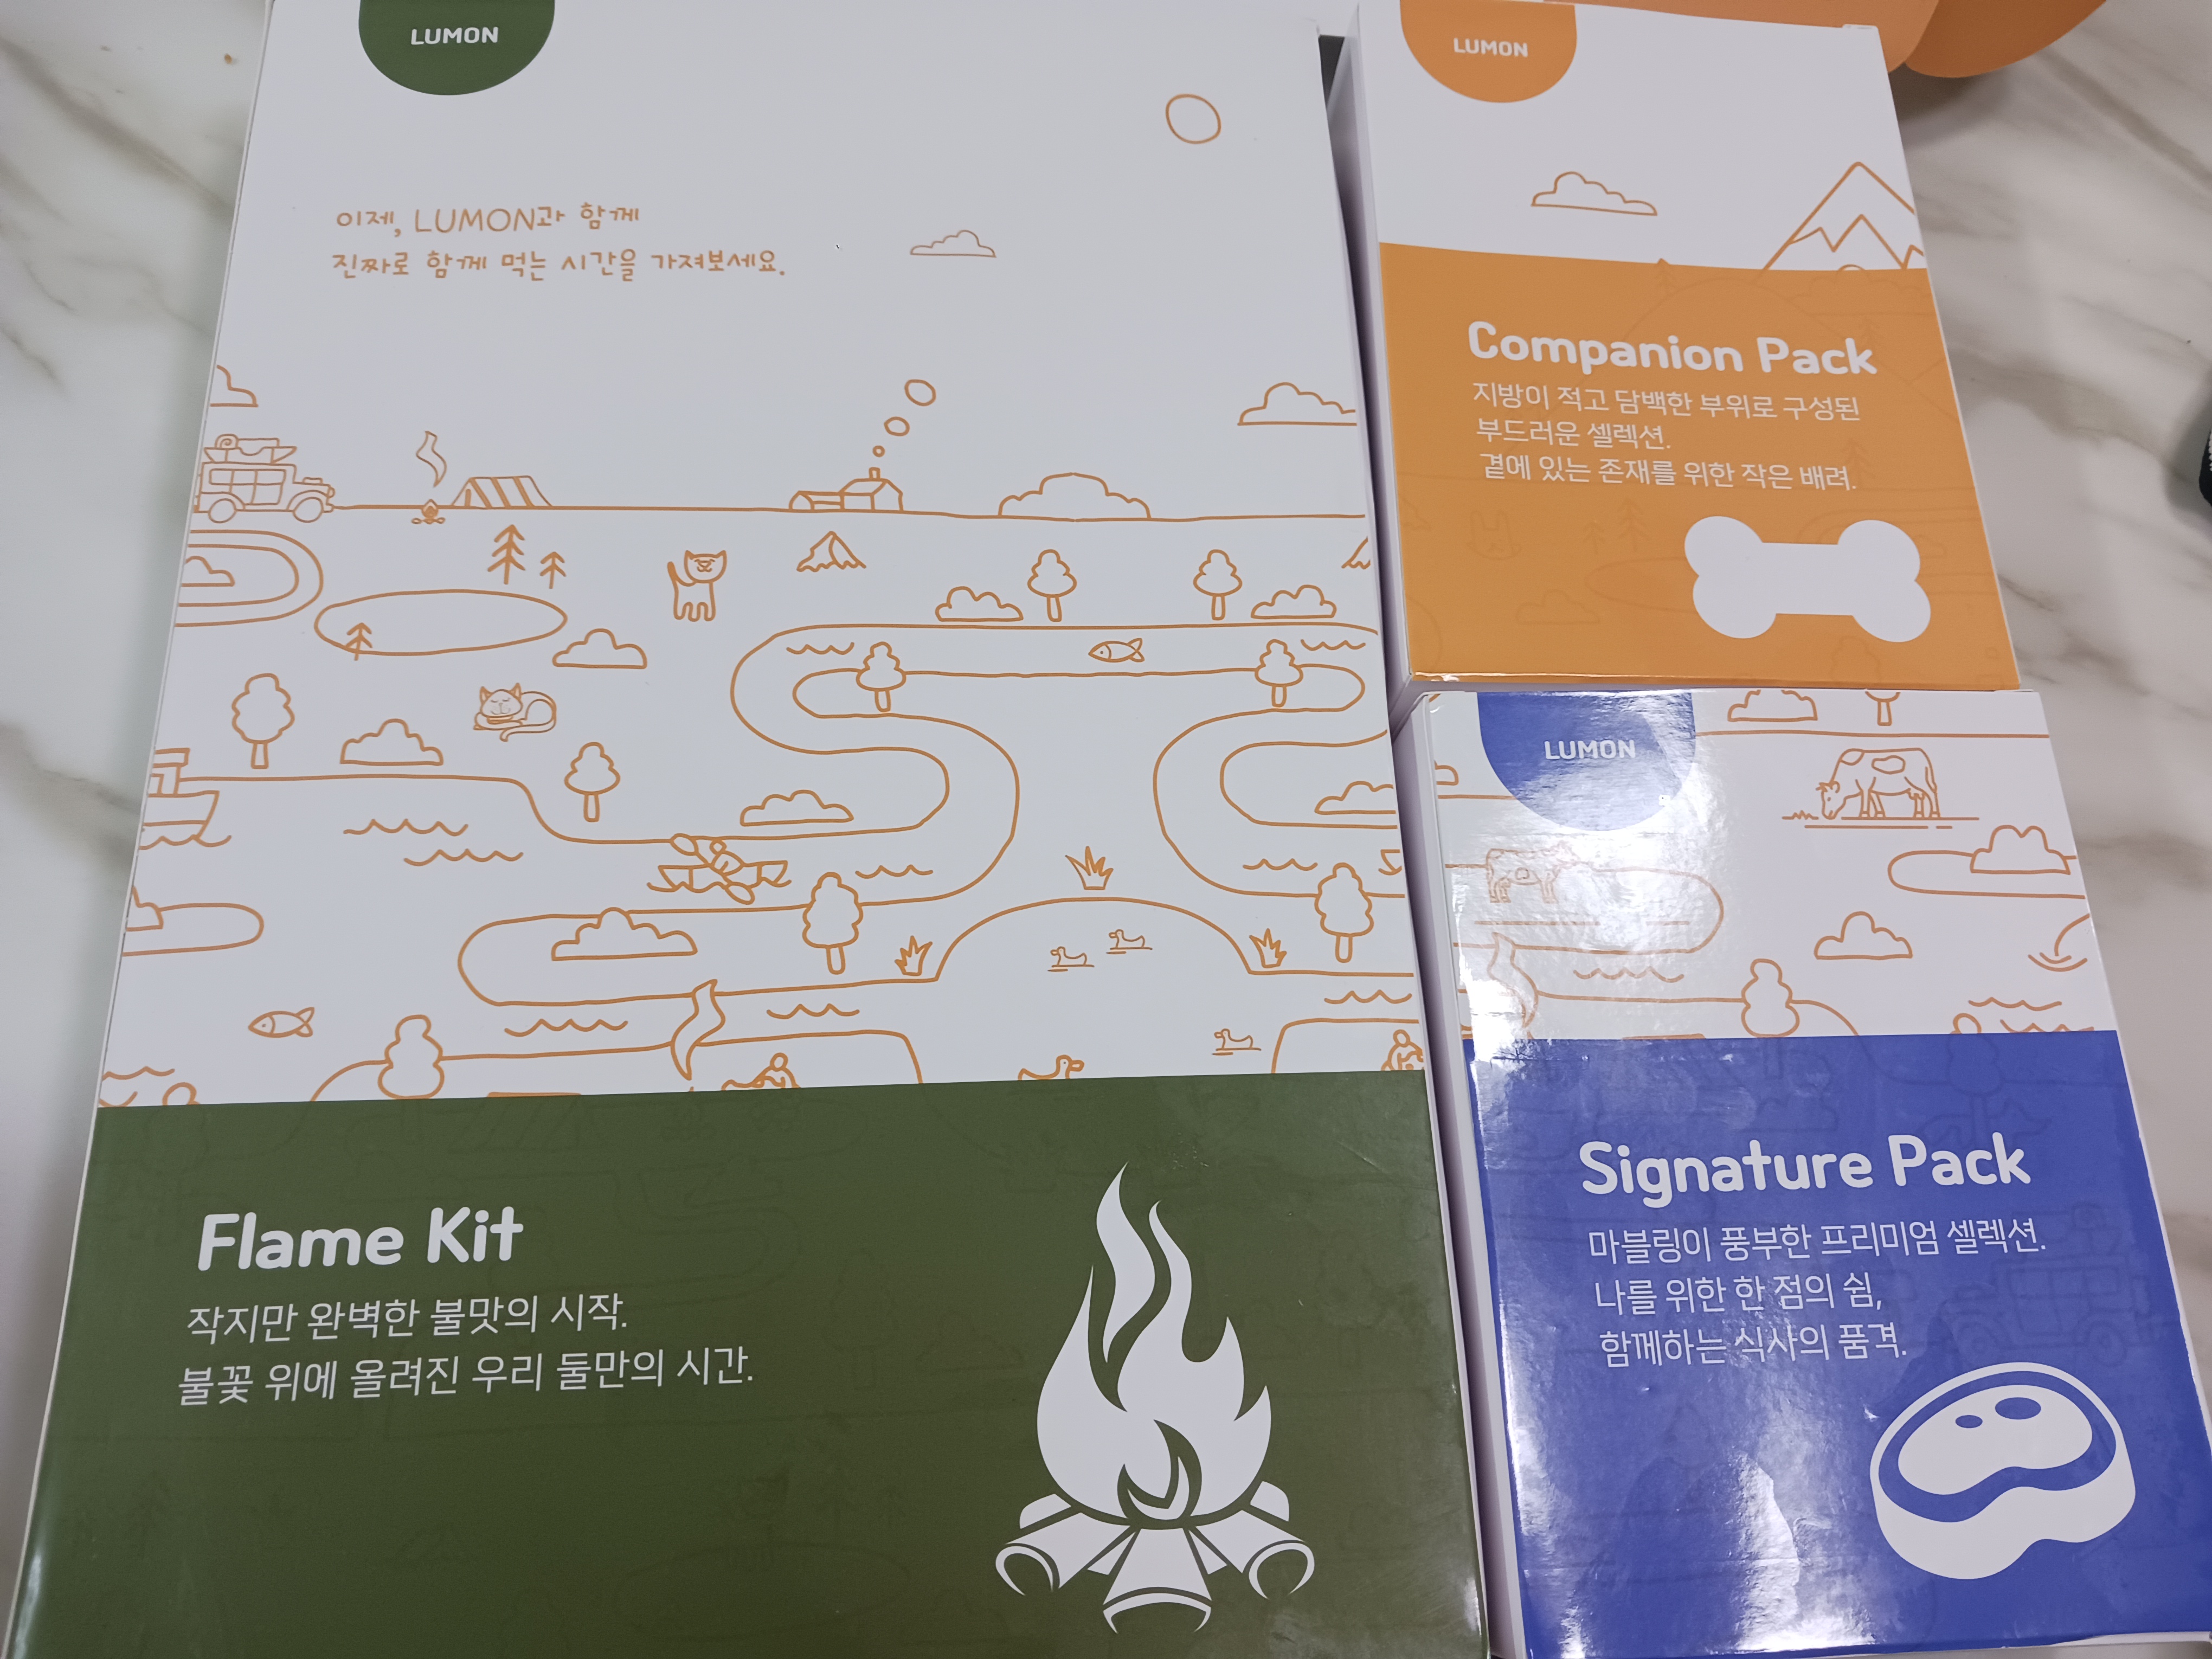 LUMON
이제, LUMON과 함께
진짜로 함께 먹는 시간을 가져보세요.
Flame Kit
작지만 완벽한 불맛의 시작.
불꽃 위에 올려진 우리 둘만의 시간.
LUMON
Companion Pack
지방이 적고 담백한 부위로 구성된
부드러운 셀렉션.
곁에 있는 존재를 위한 작은 배려.
LUMON
Signature Pack
마블링이 풍부한 프리미엄 셀렉션.
나를 위한 한 점의 쉼,
함께하는 식사의 품격.